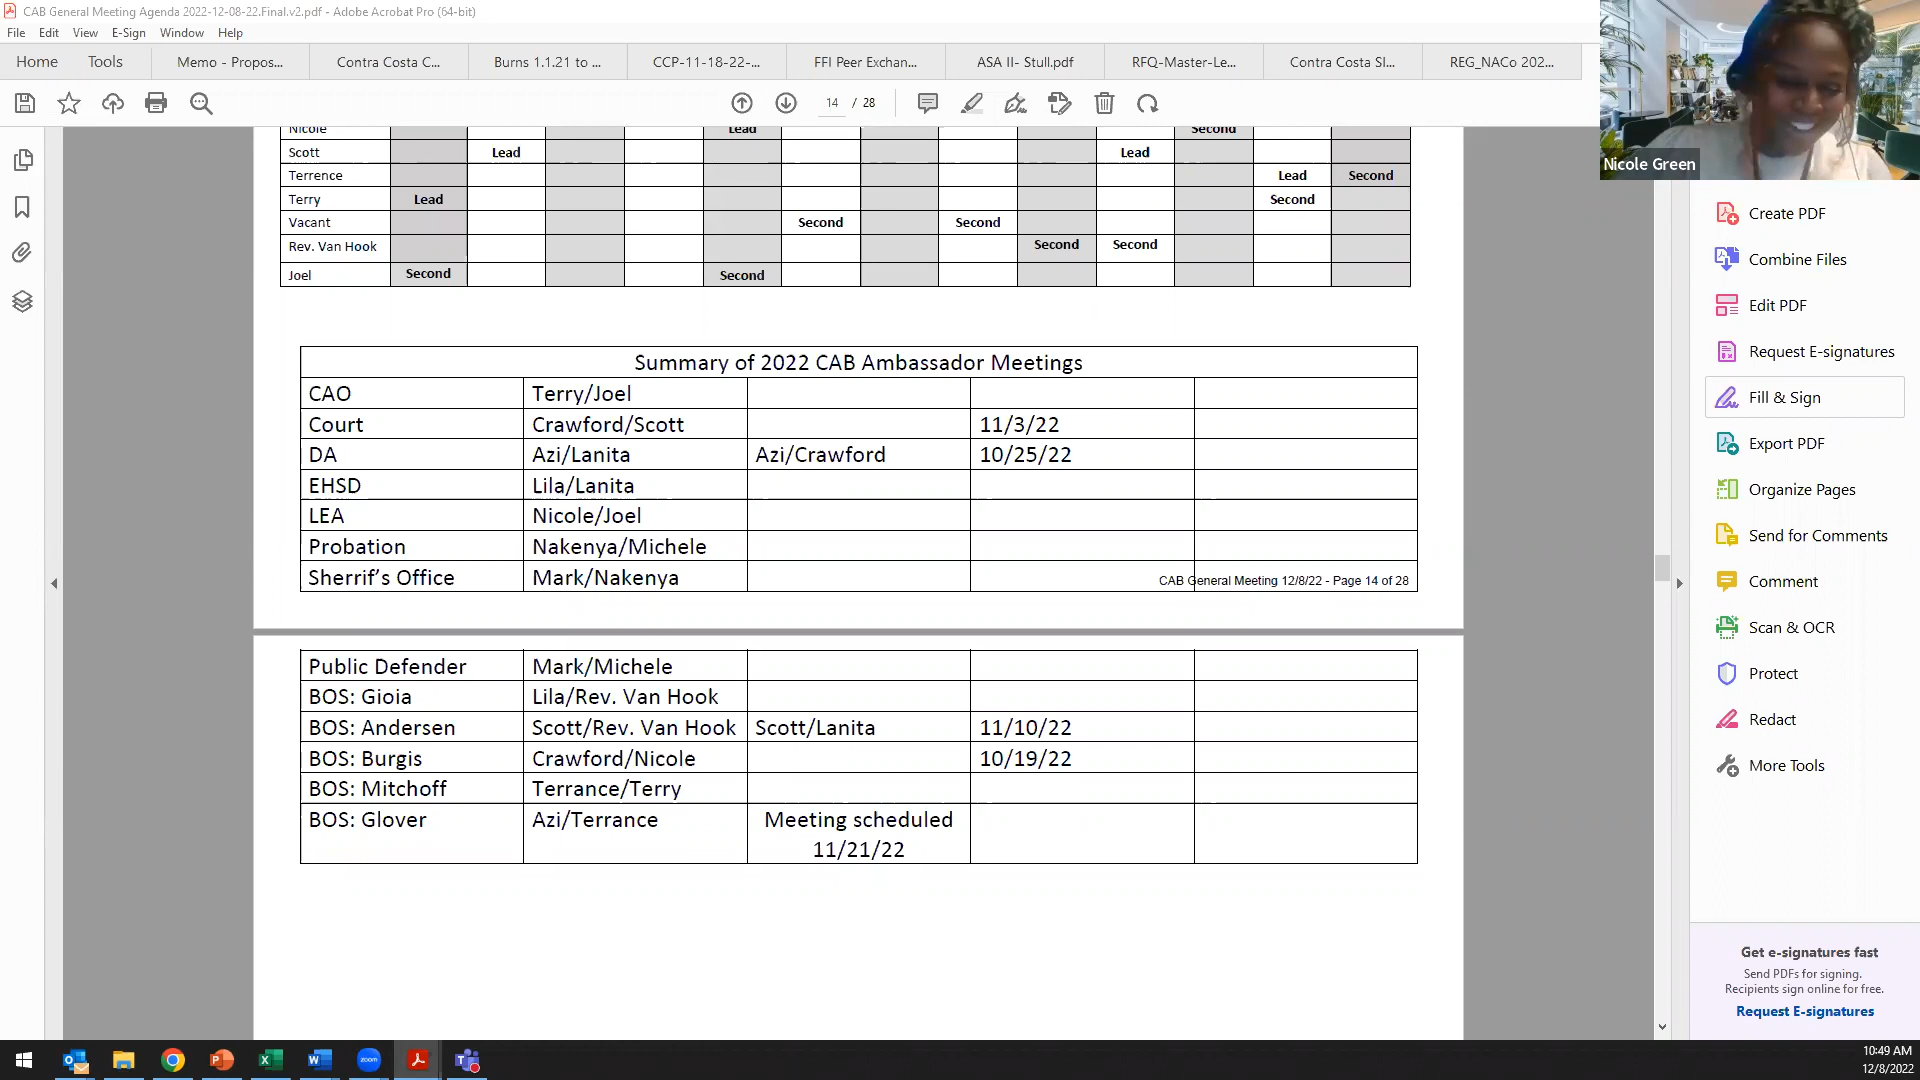 CAB General Meeting Agenda 2022-12-08-22.Final.v2.pdf - Adobe Acrobat Pro (64-bit)
File Edit View E-Sign Window Help
Home Tools Memo - Propos... Contra Costa C... Burns 1.1.21 to ... CCP-11-18-22-... FFI Peer Exchan... ASA II- Stull.pdf RFQ-Master-Le... Contra Costa Sl... REG_NACo 202...
14 / 28
Nicole Lead Second
Scott Lead Lead
Terrence Lead Second
Terry Lead Second
Vacant Second Second
Rev. Van Hook Second Second
Joel Second Second
Summary of 2022 CAB Ambassador Meetings
CAO Terry/Joel
Court Crawford/Scott 11/3/22
DA Azi/Lanita Azi/Crawford 10/25/22
EHSD Lila/Lanita
LEA Nicole/Joel
Probation Nakenya/Michele
Sherrif's Office Mark/Nakenya
CAB General Meeting 12/8/22 - Page 14 of 28
Public Defender Mark/Michele
BOS: Gioia Lila/Rev. Van Hook
BOS: Andersen Scott/Rev. Van Hook Scott/Lanita 11/10/22
BOS: Burgis Crawford/Nicole 10/19/22
BOS: Mitchoff Terrance/Terry
BOS: Glover Azi/Terrance Meeting scheduled
11/21/22
Nicole Green
Create PDF
Combine Files
Edit PDF
Request E-signatures
Fill & Sign
Export PDF
Organize Pages
Send for Comments
Comment
Scan & OCR
Protect
Redact
More Tools
Get e-signatures fast
Send PDFs for signing.
Recipients sign online for free.
Request E-signatures
zoom
10:49 AM
12/8/2022